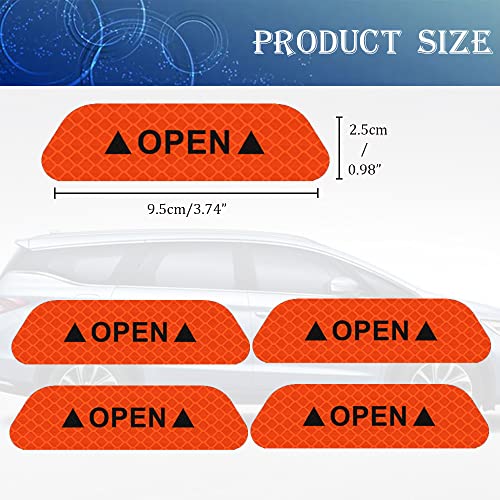 PRODUCT SIZE
▲OPEN▲
2.5cm
/
0.98”
9.5cm/3.74”
▲OPEN▲
▲OPEN▲
▲OPEN▲
▲OPEN▲